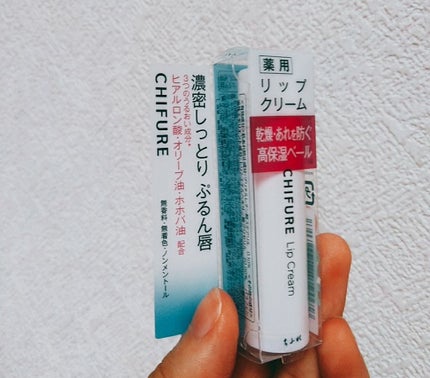 濃密しっとり ぷるん唇
3つのうるおい成分・
ヒアルロン酸・オリーブ油・ホホバ油 配合
CHIFURE
無香料・無着色・ノンメントール
薬用
リップ
クリーム
乾燥・あれを防ぐ
高保湿ベール
CHIFURE Lip Cream
ちふれ